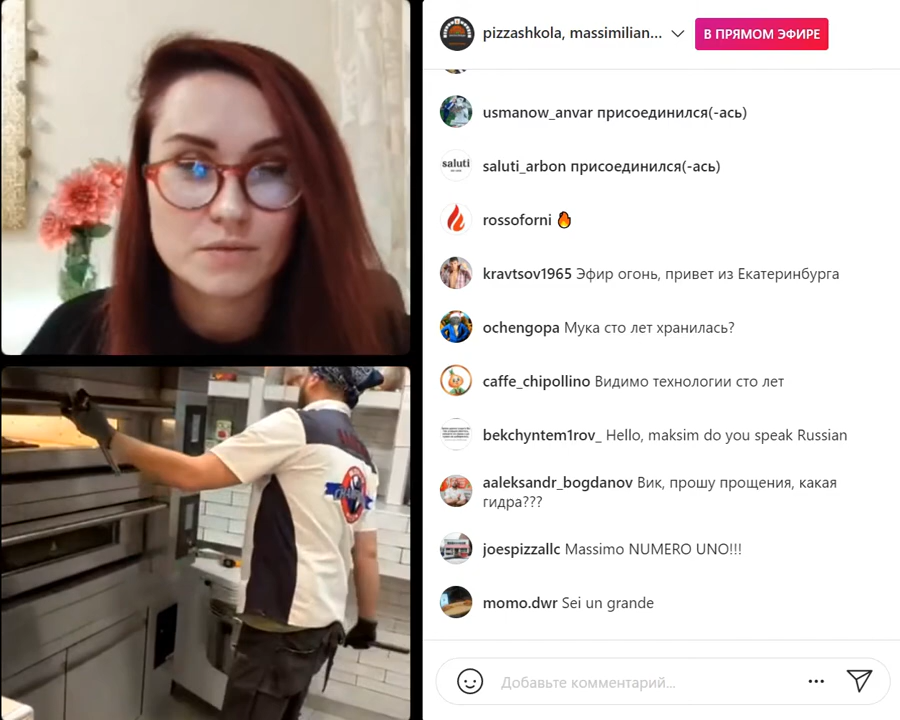 pizzashkola, massimilian...
В ПРЯМОМ ЭФИРЕ
usmanow_anvar присоединился(-ась)
saluti
saluti_arbon присоединился(-ась)
rossoforni 🔥
kravtsov1965 Эфир огонь, привет из Екатеринбурга
ochengopa Мука сто лет хранилась?
caffe_chipollino Видимо технологии сто лет
bekchyntem1rov_ Hello, maksim do you speak Russian
aaleksandr_bogdanov Вик, прошу прощения, какая
гидра???
joespizzallc Massimo NUMERO UNO!!!
momo.dwr Sei un grande
Добавьте комментарий...